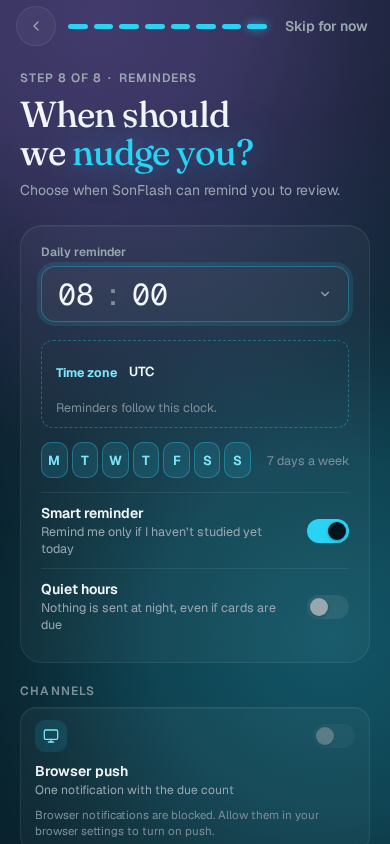 Skip for now
STEP 8 OF 8 · REMINDERS
When should
we nudge you?
Choose when SonFlash can remind you to review.
Daily reminder
08 : 00
Time zone UTC
Reminders follow this clock.
M T W T F S S 7 days a week
Smart reminder
Remind me only if I haven't studied yet
today
Quiet hours
Nothing is sent at night, even if cards are
due
CHANNELS
Browser push
One notification with the due count
Browser notifications are blocked. Allow them in your
browser settings to turn on push.